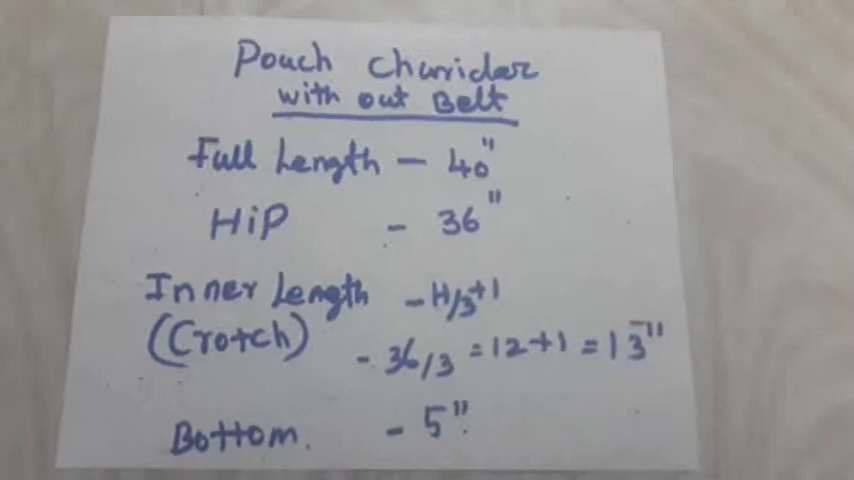 Pouch Churridar
with out Belt
Full Length - 40"
HiP - 36"
Inner Length - H/3+1
(Crotch) - 36/3 = 12+1 = 13"
Bottom. - 5"